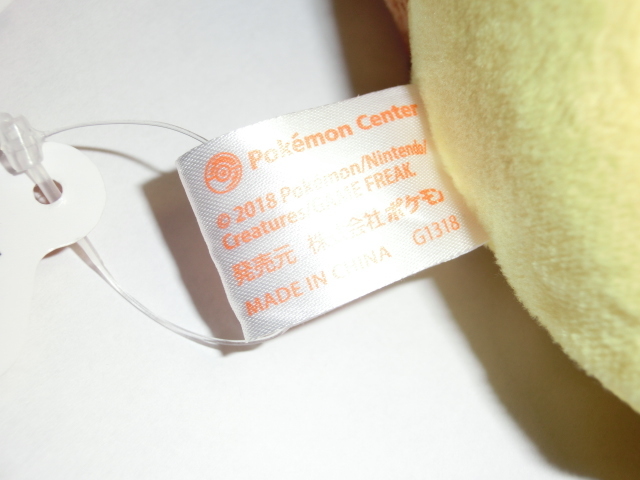 Pokémon Center
© 2018 Pokémon/Nintendo/
Creatures/GAME FREAK.
発売元 株式会社ポケモン
MADE IN CHINA G1318